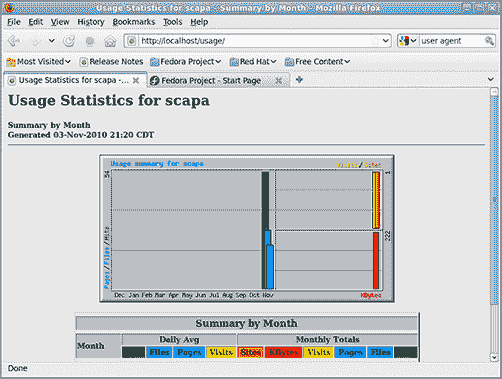 Usage Statistics for scapa - Summary by Month - Mozilla Firefox
File Edit View History Bookmarks Tools Help
http://localhost/usage/
user agent
Most Visited Release Notes Fedora Project Red Hat Free Content
Usage Statistics for scapa -... Fedora Project - Start Page
Usage Statistics for scapa
Summary by Month
Generated 03-Nov-2010 21:20 CDT
Usage summary for scapa Visits/Sites
54
1
222
Pages/Files/Hits
Dec Jan Feb Mar Apr May Jun Jul Aug Sep Oct Nov KBytes
Summary by Month
Month Daily Avg Monthly Totals
Files Pages Visits Sites KBytes Visits Pages Files
Done